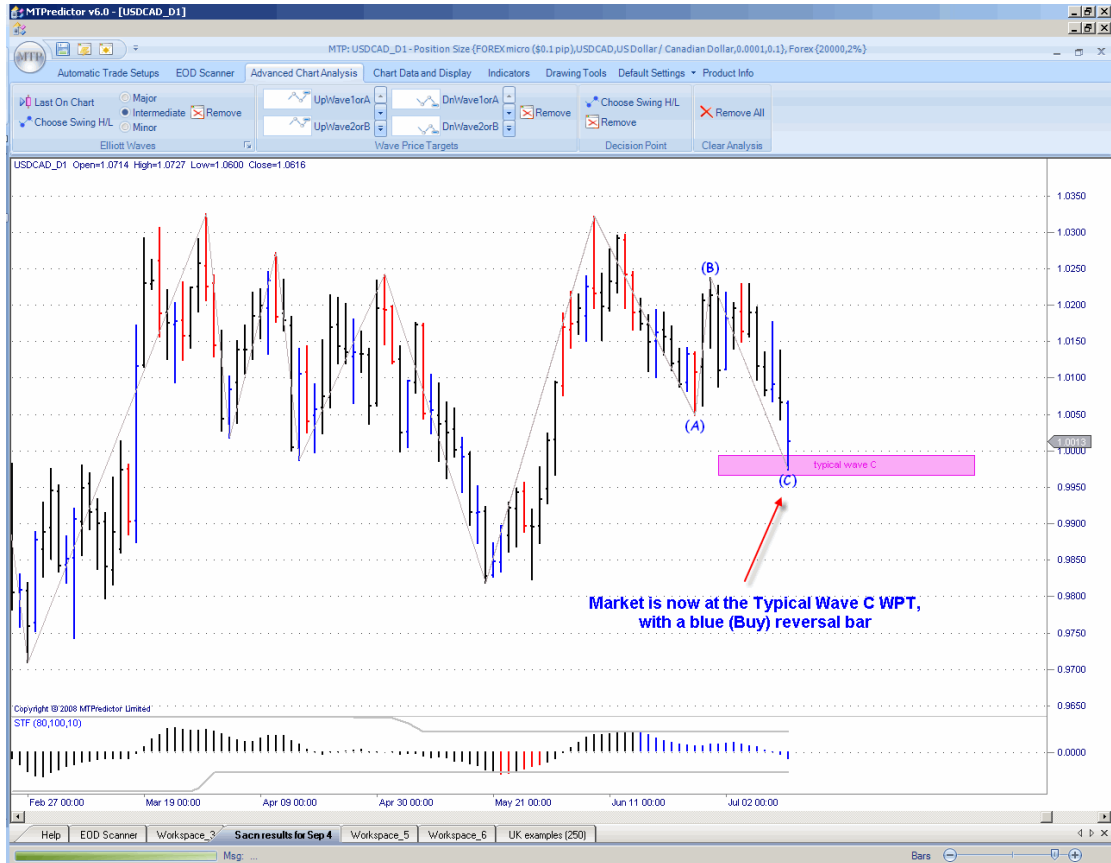 MTPredictor v6.0 - [USDCAD_D1]
MTP
MTP: USDCAD_D1 - Position Size {FOREX micro ($0.1 pip),USDCAD,US Dollar / Canadian Dollar,0.0001,0.1}, Forex {20000,2%}
Automatic Trade Setups EOD Scanner Advanced Chart Analysis Chart Data and Display Indicators Drawing Tools Default Settings Product Info
Last On Chart Major UpWave1orA DnWave1orA Choose Swing H/L
Choose Swing H/L Intermediate Remove Remove Remove Remove All
Minor UpWave2orB DnWave2orB
Elliott Waves Wave Price Targets Decision Point Clear Analysis
USDCAD_D1 Open=1.0714 High=1.0727 Low=1.0600 Close=1.0616
1.0350
1.0300
(B) 1.0250
1.0200
1.0150
1.0100
(A) 1.0050
1.0013
1.0000
typical wave C
(C) 0.9950
0.9900
0.9850
Market is now at the Typical Wave C WPT,
with a blue (Buy) reversal bar
0.9800
0.9750
0.9700
0.9650
Copyright © 2008 MTPredictor Limited
STF (80,100,10)
0.0000
Feb 27 00:00 Mar 19 00:00 Apr 09 00:00 Apr 30 00:00 May 21 00:00 Jun 11 00:00 Jul 02 00:00
Help EOD Scanner Workspace_3 Sacn results for Sep 4 Workspace_5 Workspace_6 UK examples (250)
Msg: ... Bars